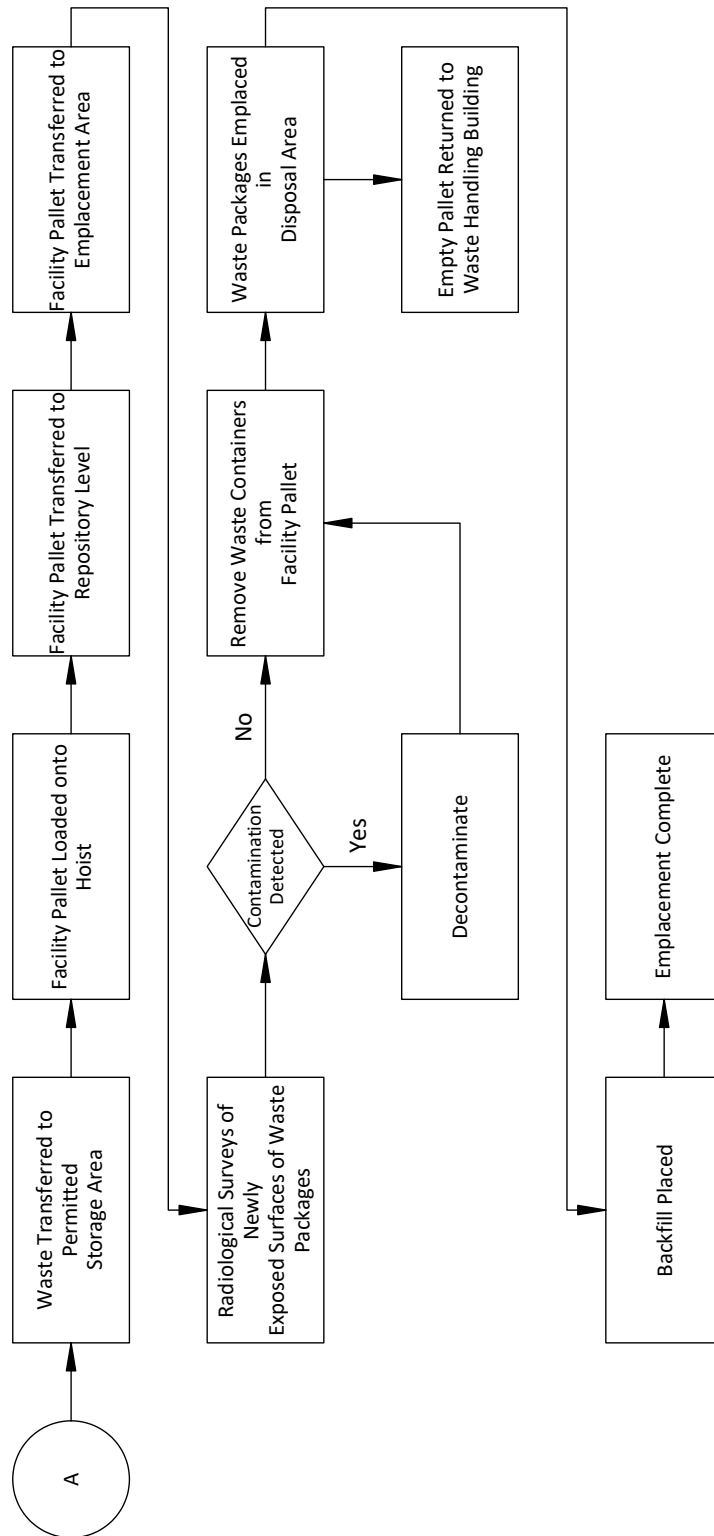 A
Waste Transferred to
Permitted
Storage Area
Facility Pallet Loaded onto
Hoist
Facility Pallet Transferred to
Repository Level
Facility Pallet Transferred to
Emplacement Area
Radiological Surveys of
Newly
Exposed Surfaces of Waste
Packages
Contamination
Detected
No
Yes
Decontaminate
Remove Waste Containers
from
Facility Pallet
Waste Packages Emplaced
in
Disposal Area
Empty Pallet Returned to
Waste Handling Building
Backfill Placed
Emplacement Complete